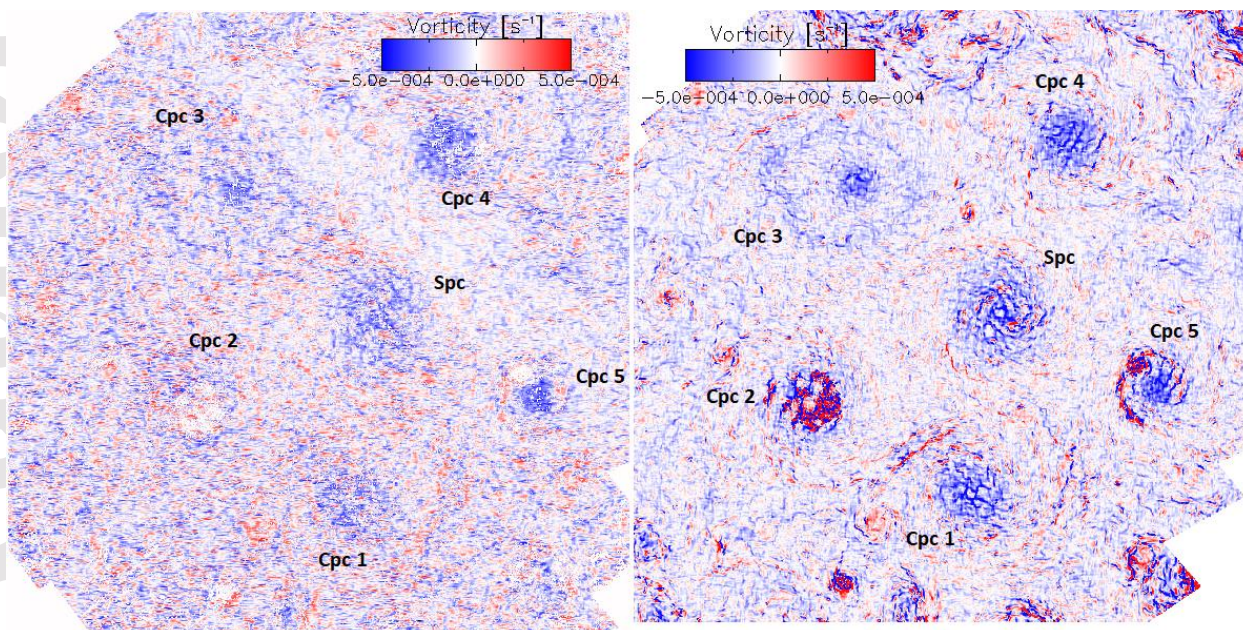 Vorticity [s⁻¹]
−5.0e−004 0.0e+000 5.0e−004
Cpc 3
Cpc 4
Spc
Cpc 2
Cpc 5
Cpc 1
Vorticity [s⁻¹]
−5.0e+004 0.0e+000 5.0e−004
Cpc 4
Cpc 3
Spc
Cpc 5
Cpc 2
Cpc 1